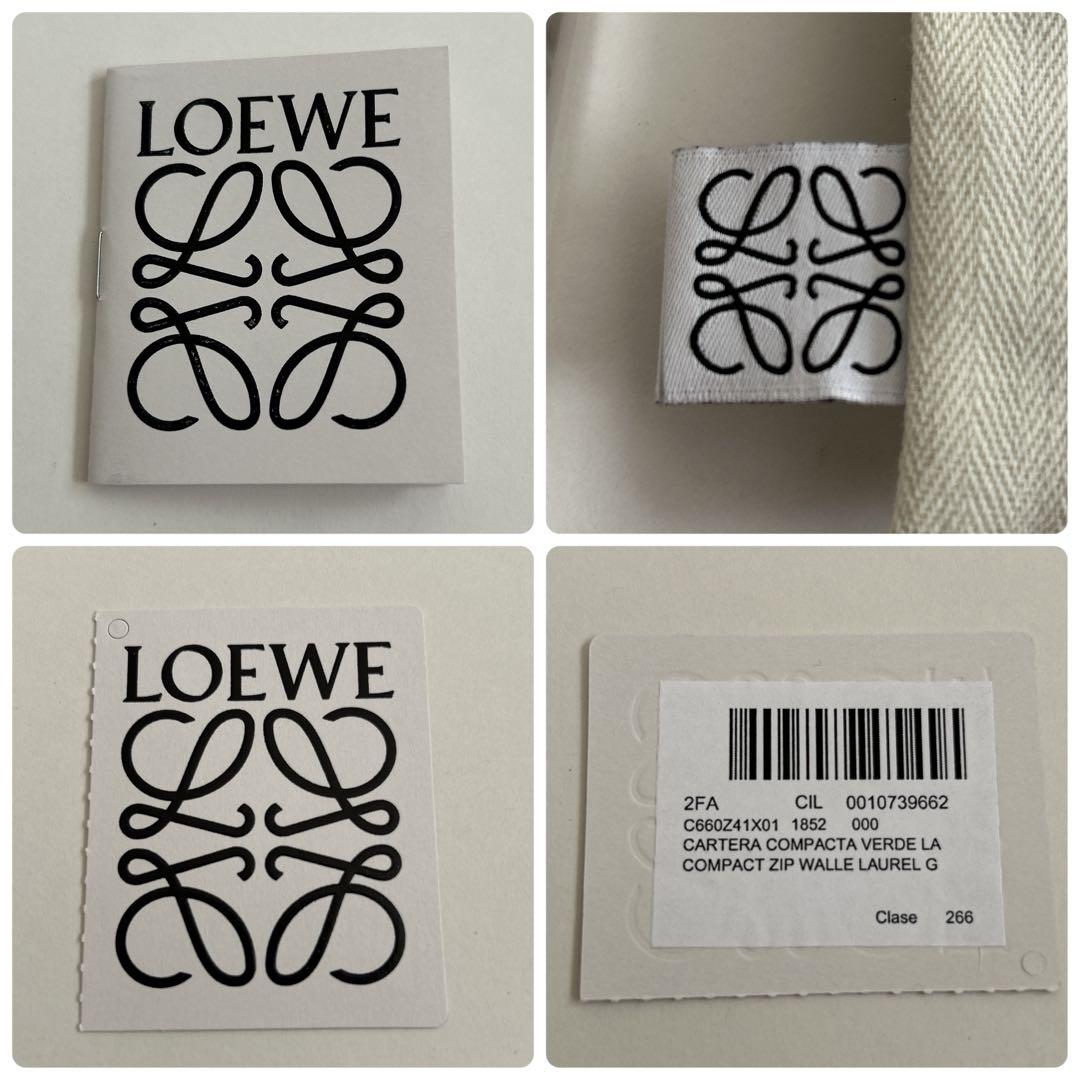 LOEWE
LOEWE
2FA CIL 0010739662
C660Z41X01 1852 000
CARTERA COMPACTA VERDE LA
COMPACT ZIP WALLE LAUREL G
Clase 266